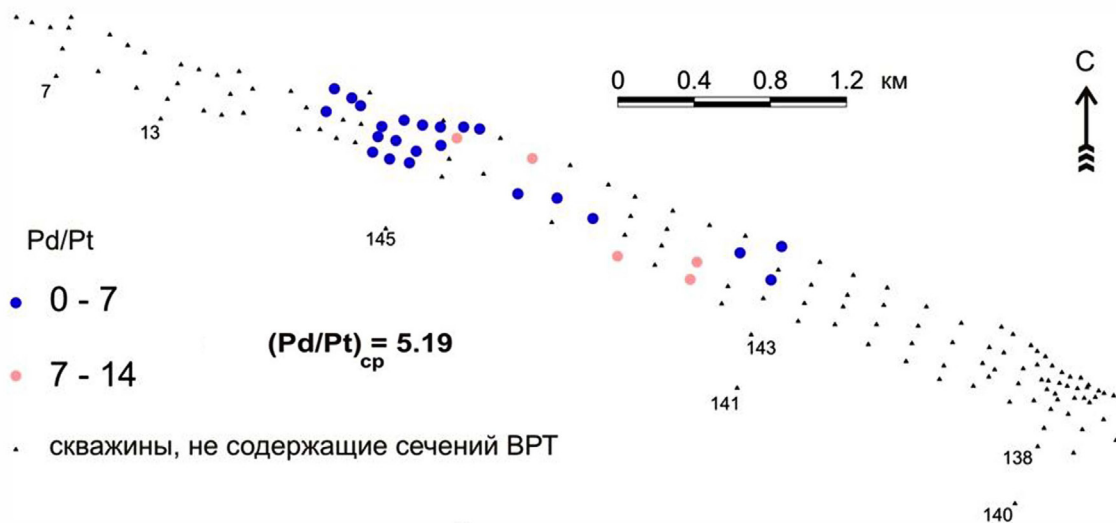 0 0.4 0.8 1.2 км
С
7
13
145
Pd/Pt
0 - 7
(Pd/Pt)ср = 5.19
143
7 - 14
141
скважины, не содержащие сечений ВРТ
138
140